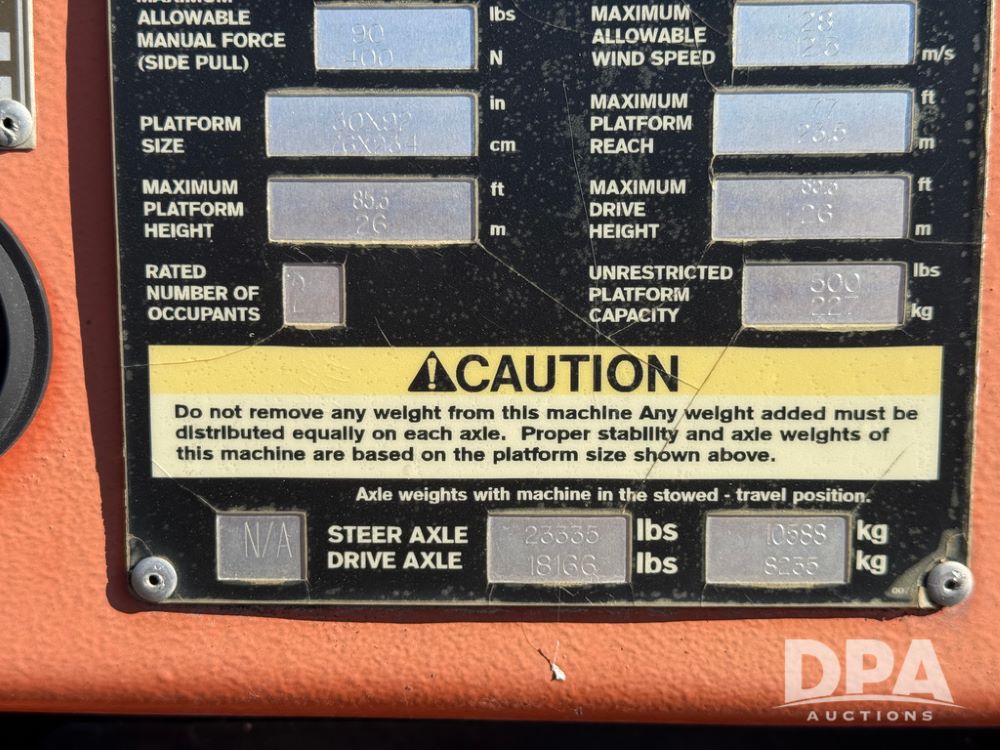 MAXIMUM
ALLOWABLE
MANUAL FORCE
(SIDE PULL)
90 lbs
400 N
MAXIMUM
ALLOWABLE
WIND SPEED
28
12.5 m/s
PLATFORM
SIZE
30X92 in
76X234 cm
MAXIMUM
PLATFORM
REACH
77 ft
23.5 m
MAXIMUM
PLATFORM
HEIGHT
85.3 ft
26 m
MAXIMUM
DRIVE
HEIGHT
85.3 ft
26 m
RATED
NUMBER OF
OCCUPANTS
2
UNRESTRICTED
PLATFORM
CAPACITY
500 lbs
227 kg
CAUTION
Do not remove any weight from this machine Any weight added must be
distributed equally on each axle. Proper stability and axle weights of
this machine are based on the platform size shown above.
Axle weights with machine in the stowed - travel position.
N/A
STEER AXLE 23335 lbs 10588 kg
DRIVE AXLE 18166 lbs 8235 kg
DPA
AUCTIONS